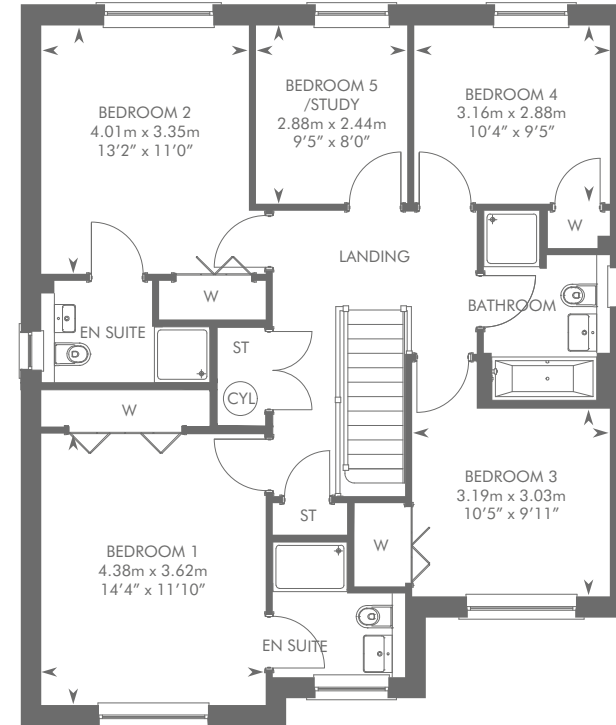 BEDROOM 2
4.01m x 3.35m
13’2” x 11’0”
BEDROOM 5
/STUDY
2.88m x 2.44m
9’5” x 8’0”
BEDROOM 4
3.16m x 2.88m
10’4” x 9’5”
W
LANDING
W
BATHROOM
EN SUITE
ST
CYL
W
BEDROOM 3
3.19m x 3.03m
10’5” x 9’11”
ST
W
BEDROOM 1
4.38m x 3.62m
14’4” x 11’10”
EN SUITE